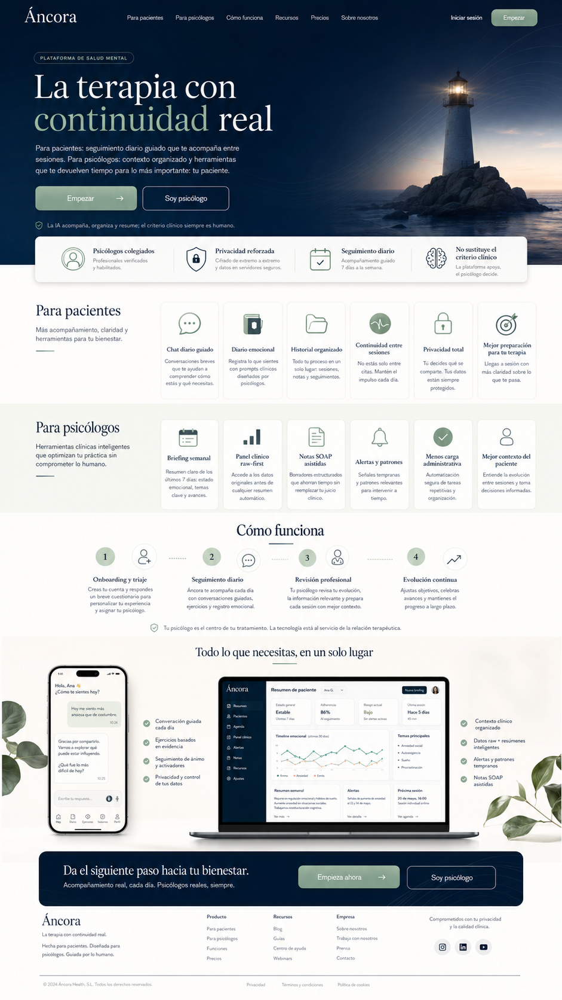 Áncora
Para pacientes
Para psicólogos
Cómo funciona
Recursos
Precios
Sobre nosotros
Iniciar sesión
Empezar
PLATAFORMA DE SALUD MENTAL
La terapia con
continuidad real
Para pacientes: seguimiento diario guiado que te acompaña entre
sesiones. Para psicólogos: contexto organizado y herramientas
que te devuelven tiempo para lo más importante: tu paciente.
Empezar →
Soy psicólogo
La IA acompaña, organiza y resume; el criterio clínico siempre es humano.
Psicólogos colegiados
Profesionales verificados
y habilitados.
Privacidad reforzada
Cifrado de extremo a extremo
y datos en servidores seguros.
Seguimiento diario
Acompañamiento guiado
7 días a la semana.
No sustituye el
criterio clínico
La plataforma apoya,
el psicólogo decide.
Para pacientes
Más acompañamiento, claridad y
herramientas para tu bienestar.
Chat diario guiado
Conversaciones breves
que te ayudan a
comprender cómo
estás y qué necesitas.
Diario emocional
Registra lo que sientes
con prompts clínicos
diseñados por
psicólogos.
Historial organizado
Todo tu proceso en un
solo lugar: sesiones,
notas y seguimientos.
Continuidad entre
sesiones
No estás solo entre
citas. Mantén el
impulso cada día.
Privacidad total
Tú decides qué se
comparte. Tus datos
están siempre
protegidos.
Mejor preparación
para tu terapia
Llegas a sesión con
más claridad sobre lo
que te pasa.
Para psicólogos
Herramientas clínicas inteligentes
que optimizan tu práctica sin
comprometer lo humano.
Briefing semanal
Resumen claro de los
últimos 7 días: estado
emocional, temas
clave y avances.
Panel clínico
raw-first
Accede a los datos
originales antes de
cualquier resumen
automático.
Notas SOAP
asistidas
Borradores estructurados
que ahorran tiempo sin
reemplazar tu juicio
clínico.
Alertas y patrones
Señales tempranas
y patrones relevantes
para intervenir a
tiempo.
Menos carga
administrativa
Automatización
segura de tareas
repetitivas y
organización.
Mejor contexto del
paciente
Entiende la evolución
entre sesiones y toma
decisiones informadas.
Cómo funciona
1
Onboarding y triaje
Creas tu cuenta y respondes
un breve cuestionario para
personalizar tu experiencia
y asignar tu psicólogo.
2
Seguimiento diario
Áncora te acompaña cada día
con conversaciones guiadas,
ejercicios y registro emocional.
3
Revisión profesional
Tu psicólogo revisa tu evolución,
la información relevante y prepara
cada sesión con mejor contexto.
4
Evolución continua
Ajustas objetivos, celebras
avances y mantienes el
progreso a largo plazo.
Tu psicólogo es el centro de tu tratamiento. La tecnología está al servicio de la relación terapéutica.
Todo lo que necesitas, en un solo lugar
9:41
Hola, Ana 👋
¿Cómo te sientes hoy?
Hoy me siento más
ansiosa que de costumbre.
10:24
Gracias por compartirlo.
Vamos a explorar qué
puede estar influyendo.
¿Qué fue lo más
difícil de hoy?
10:25
Escribe tu respuesta...
Hoy
Diario
Ejercicios
Sesiones
Perfil
Converación guiada
cada día
Ejercicios basados
en evidencia
Seguimiento de ánimo
y activadores
Privacidad y control
de tus datos
Áncora
Resumen
Pacientes
Agenda
Panel clínico
Alertas
Notas
Recursos
Ajustes
Resumen de paciente
Ana G.
Nuevo briefing
Estado general
Estable
Últimos 7 días
Adherencia
86%
Al seguimiento
Riesgo actual
Bajo
Sin alertas activas
Última sesión
Hace 5 días
45 min
Timeline emocional (últimos 30 días)
Ánimo
Ansiedad
Estrés
Temas principales
Ansiedad social
Autoexigencia
Sueño
Procrastinación
Resumen semanal
Mejora en regulación emocional y hábitos de sueño.
Aumenta ansiedad en situaciones sociales.
Trabajamos reestructuración cognitiva.
Ver más →
Alertas
Señales de aumento de ansiedad
el 12 y 14 de mayo.
Ver detalle →
Próxima sesión
20 de mayo, 16:00
Sesión individual online
Ver agenda →
Contexto clínico
organizado
Datos raw + resúmenes
inteligentes
Alertas y patrones
tempranos
Notas SOAP
asistidas
Da el siguiente paso hacia tu bienestar.
Acompañamiento real, cada día. Psicólogos reales, siempre.
Empieza ahora →
Soy psicólogo
Áncora
La terapia con continuidad real.
Hecha para pacientes. Diseñada para
psicólogos. Guiada por lo humano.
Producto
Para pacientes
Para psicólogos
Funciones
Precios
Recursos
Blog
Guías
Centro de ayuda
Webinars
Empresa
Sobre nosotros
Trabaja con nosotros
Prensa
Contacto
Comprometidos con tu privacidad
y la calidad clínica.
© 2024 Áncora Health, S.L. Todos los derechos reservados.
Privacidad
Términos y condiciones
Política de cookies